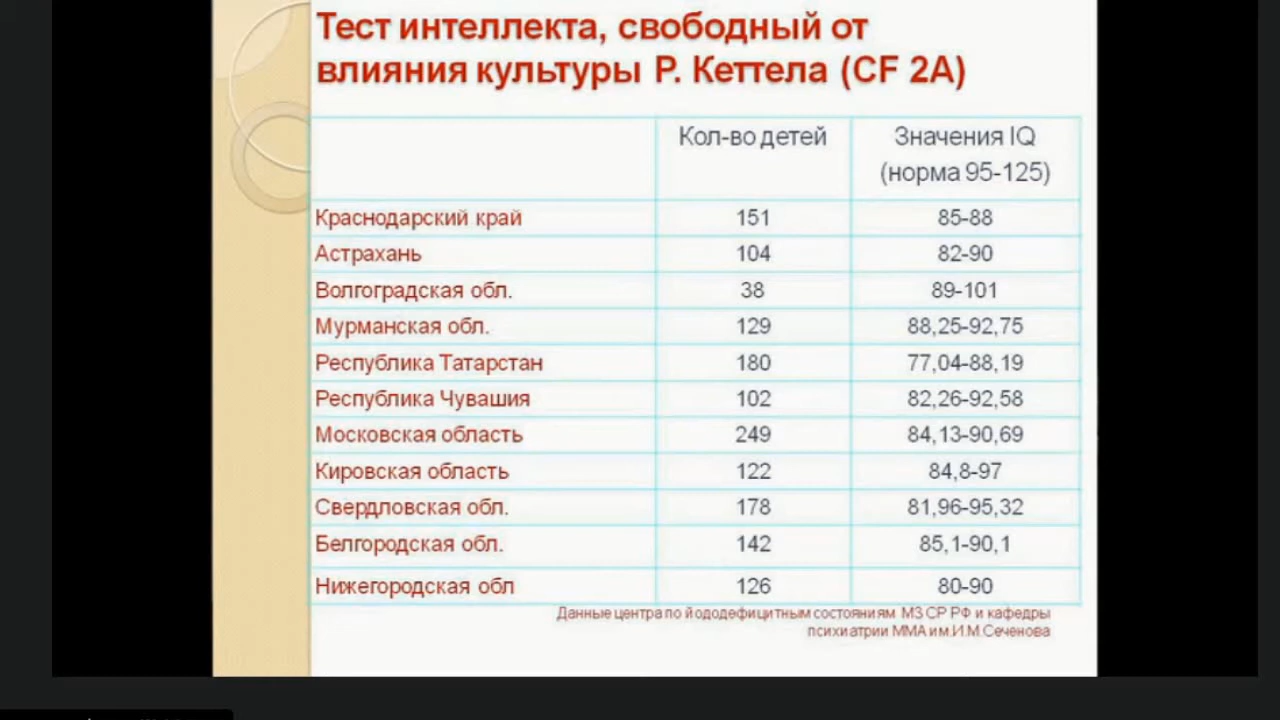 Тест интеллекта, свободный от
влияния культуры Р. Кеттела (CF 2A)
Кол-во детей Значения IQ
(норма 95-125)
Краснодарский край 151 85-88
Астрахань 104 82-90
Волгоградская обл. 38 89-101
Мурманская обл. 129 88,25-92,75
Республика Татарстан 180 77,04-88,19
Республика Чувашия 102 82,26-92,58
Московская область 249 84,13-90,69
Кировская область 122 84,8-97
Свердловская обл. 178 81,96-95,32
Белгородская обл. 142 85,1-90,1
Нижегородская обл 126 80-90
Данные центра по йододефицитным состояниям МЗ СР РФ и кафедры
психиатрии ММА им.И.М.Сеченова